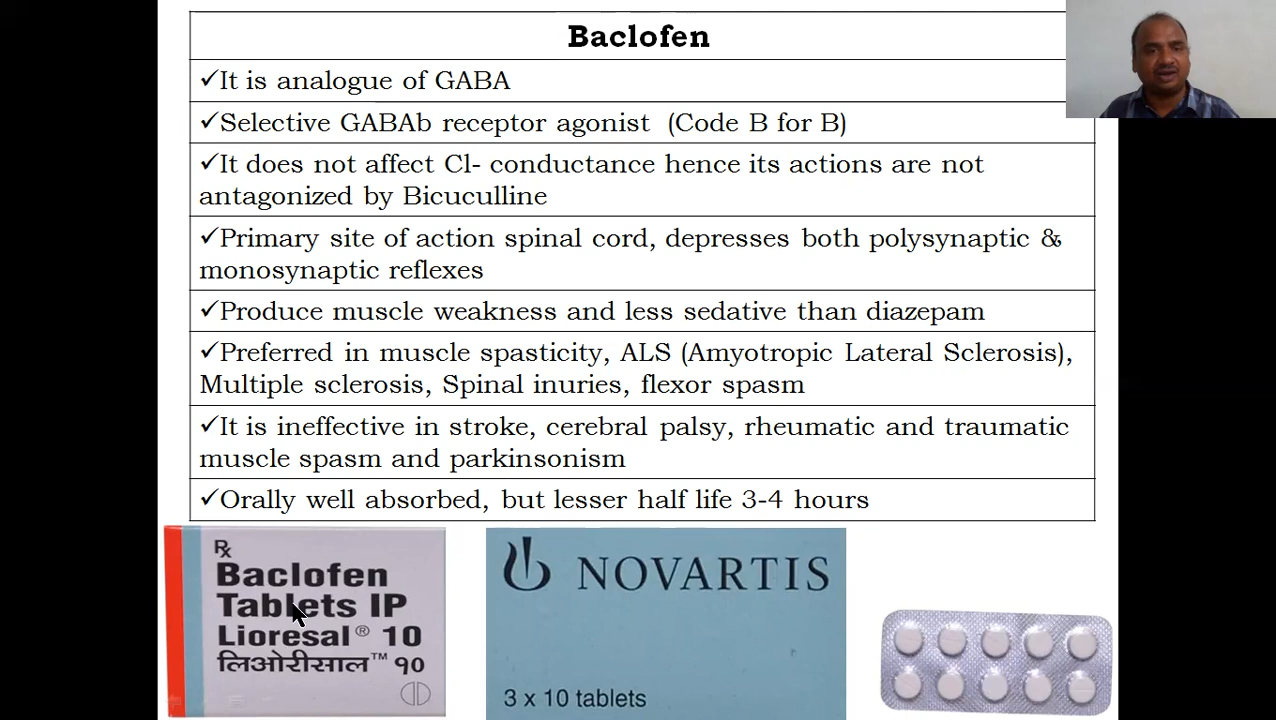 Baclofen
✓It is analogue of GABA
✓Selective GABAb receptor agonist (Code B for B)
✓It does not affect Cl- conductance hence its actions are not
antagonized by Bicuculline
✓Primary site of action spinal cord, depresses both polysynaptic &
monosynaptic reflexes
✓Produce muscle weakness and less sedative than diazepam
✓Preferred in muscle spasticity, ALS (Amyotropic Lateral Sclerosis),
Multiple sclerosis, Spinal inuries, flexor spasm
✓It is ineffective in stroke, cerebral palsy, rheumatic and traumatic
muscle spasm and parkinsonism
✓Orally well absorbed, but lesser half life 3-4 hours
Rx
Baclofen
Tablets IP
Lioresal® 10
लिओरीसाल™ १०
NOVARTIS
3 x 10 tablets